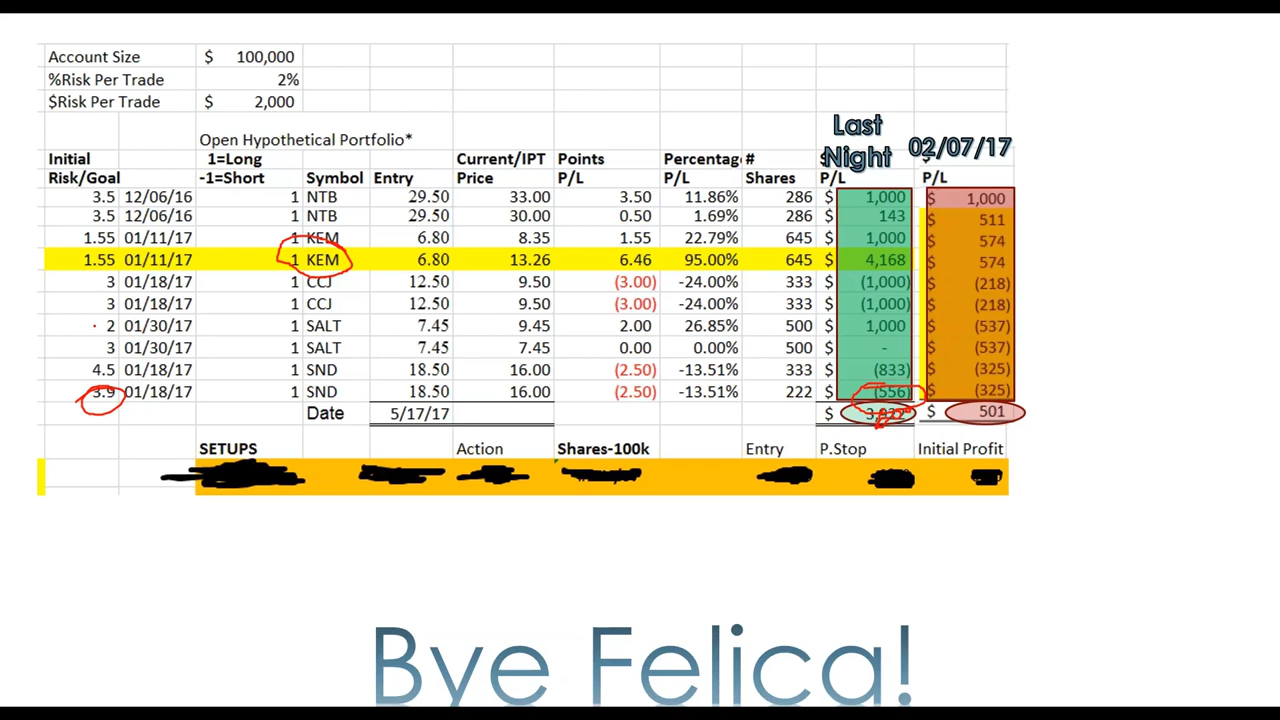 Account Size $ 100,000
%Risk Per Trade 2%
$Risk Per Trade $ 2,000
Last Night 02/07/17
Open Hypothetical Portfolio*
Initial 1=Long Current/IPT Points Percentag #
Risk/Goal -1=Short Symbol Entry Price P/L P/L Shares P/L P/L
3.5 12/06/16 1 NTB 29.50 33.00 3.50 11.86% 286 $ 1,000 $ 1,000
3.5 12/06/16 1 NTB 29.50 30.00 0.50 1.69% 286 $ 143 $ 511
1.55 01/11/17 1 KEM 6.80 8.35 1.55 22.79% 645 $ 1,000 $ 574
1.55 01/11/17 1 KEM 6.80 13.26 6.46 95.00% 645 $ 4,168 $ 574
3 01/18/17 1 CCJ 12.50 9.50 (3.00) -24.00% 333 $ (1,000) $ (218)
3 01/18/17 1 CCJ 12.50 9.50 (3.00) -24.00% 333 $ (1,000) $ (218)
2 01/30/17 1 SALT 7.45 9.45 2.00 26.85% 500 $ 1,000 $ (537)
3 01/30/17 1 SALT 7.45 7.45 0.00 0.00% 500 $ - $ (537)
4.5 01/18/17 1 SND 18.50 16.00 (2.50) -13.51% 333 $ (833) $ (325)
3.9 01/18/17 1 SND 18.50 16.00 (2.50) -13.51% 222 $ (556) $ (325)
Date 5/17/17 $ $ 501
SETUPS Action Shares-100k Entry P.Stop Initial Profit
Bye Felica!